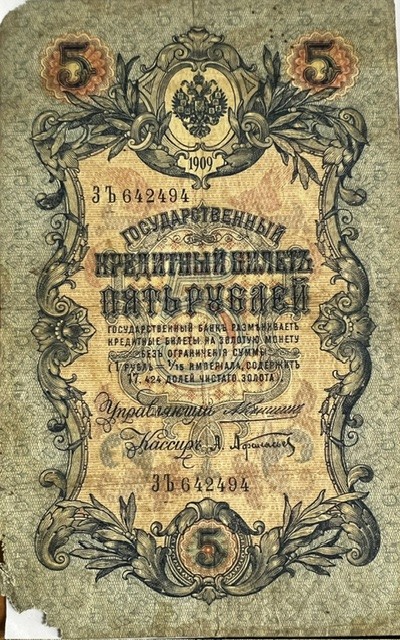 5 5
1909
ЗЪ 642494
ГОСУДАРСТВЕННЫЙ
КРЕДИТНЫЙ БИЛЕТЪ
ПЯТЬ РУБЛЕЙ
ГОСУДАРСТВЕННЫЙ БАНКЪ РАЗМѢНИВАЕТЪ
КРЕДИТНЫЕ БИЛЕТЫ НА ЗОЛОТУЮ МОНЕТУ
БЕЗЪ ОГРАНИЧЕНІЯ СУММЫ
(1 РУБЛЬ = 1/15 ИМПЕРІАЛА, СОДЕРЖИТЪ
17,424 ДОЛЕЙ ЧИСТАГО ЗОЛОТА).
Управляющій
Кассиръ А. Афанасьев
ЗЪ 642494
5